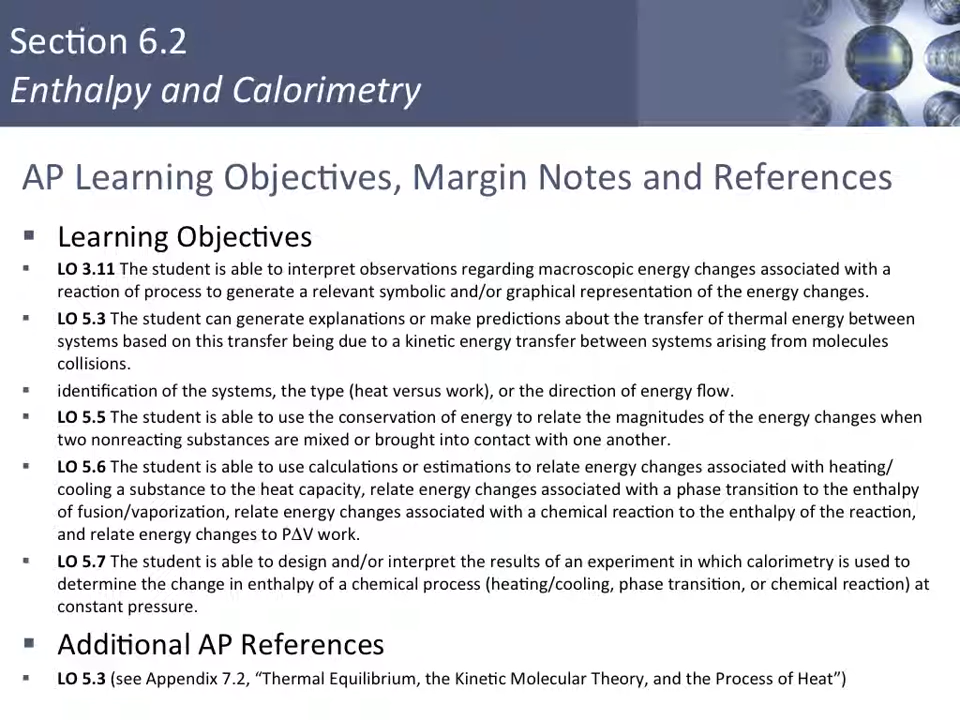 Section 6.2
Enthalpy and Calorimetry
AP Learning Objectives, Margin Notes and References
▪ Learning Objectives
▪ LO 3.11 The student is able to interpret observations regarding macroscopic energy changes associated with a
reaction of process to generate a relevant symbolic and/or graphical representation of the energy changes.
▪ LO 5.3 The student can generate explanations or make predictions about the transfer of thermal energy between
systems based on this transfer being due to a kinetic energy transfer between systems arising from molecules
collisions.
▪ identification of the systems, the type (heat versus work), or the direction of energy flow.
▪ LO 5.5 The student is able to use the conservation of energy to relate the magnitudes of the energy changes when
two nonreacting substances are mixed or brought into contact with one another.
▪ LO 5.6 The student is able to use calculations or estimations to relate energy changes associated with heating/
cooling a substance to the heat capacity, relate energy changes associated with a phase transition to the enthalpy
of fusion/vaporization, relate energy changes associated with a chemical reaction to the enthalpy of the reaction,
and relate energy changes to PΔV work.
▪ LO 5.7 The student is able to design and/or interpret the results of an experiment in which calorimetry is used to
determine the change in enthalpy of a chemical process (heating/cooling, phase transition, or chemical reaction) at
constant pressure.
▪ Additional AP References
▪ LO 5.3 (see Appendix 7.2, “Thermal Equilibrium, the Kinetic Molecular Theory, and the Process of Heat”)